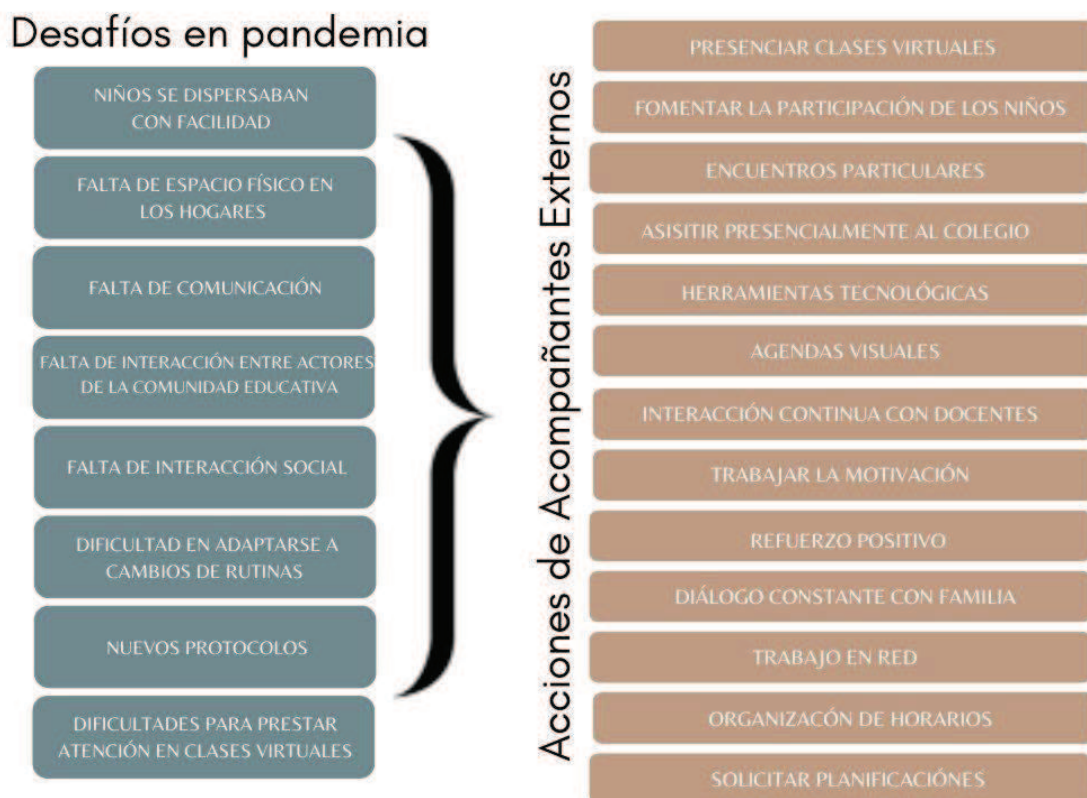 Desafíos en pandemia
NIÑOS SE DISPERSABAN
CON FACILIDAD
FALTA DE ESPACIO FÍSICO EN
LOS HOGARES
FALTA DE COMUNICACIÓN
FALTA DE INTERACCIÓN ENTRE ACTORES
DE LA COMUNIDAD EDUCATIVA
FALTA DE INTERACCIÓN SOCIAL
DIFICULTAD EN ADAPTARSE A
CAMBIOS DE RUTINAS
NUEVOS PROTOCOLOS
DIFICULTADES PARA PRESTAR
ATENCIÓN EN CLASES VIRTUALES
Acciones de Acompañantes Externos
PRESENCIAR CLASES VIRTUALES
FOMENTAR LA PARTICIPACIÓN DE LOS NIÑOS
ENCUENTROS PARTICULARES
ASISITIR PRESENCIALMENTE AL COLEGIO
HERRAMIENTAS TECNOLÓGICAS
AGENDAS VISUALES
INTERACCIÓN CONTINUA CON DOCENTES
TRABAJAR LA MOTIVACIÓN
REFUERZO POSITIVO
DIÁLOGO CONSTANTE CON FAMILIA
TRABAJO EN RED
ORGANIZACÓN DE HORARIOS
SOLICITAR PLANIFICACIÓNES